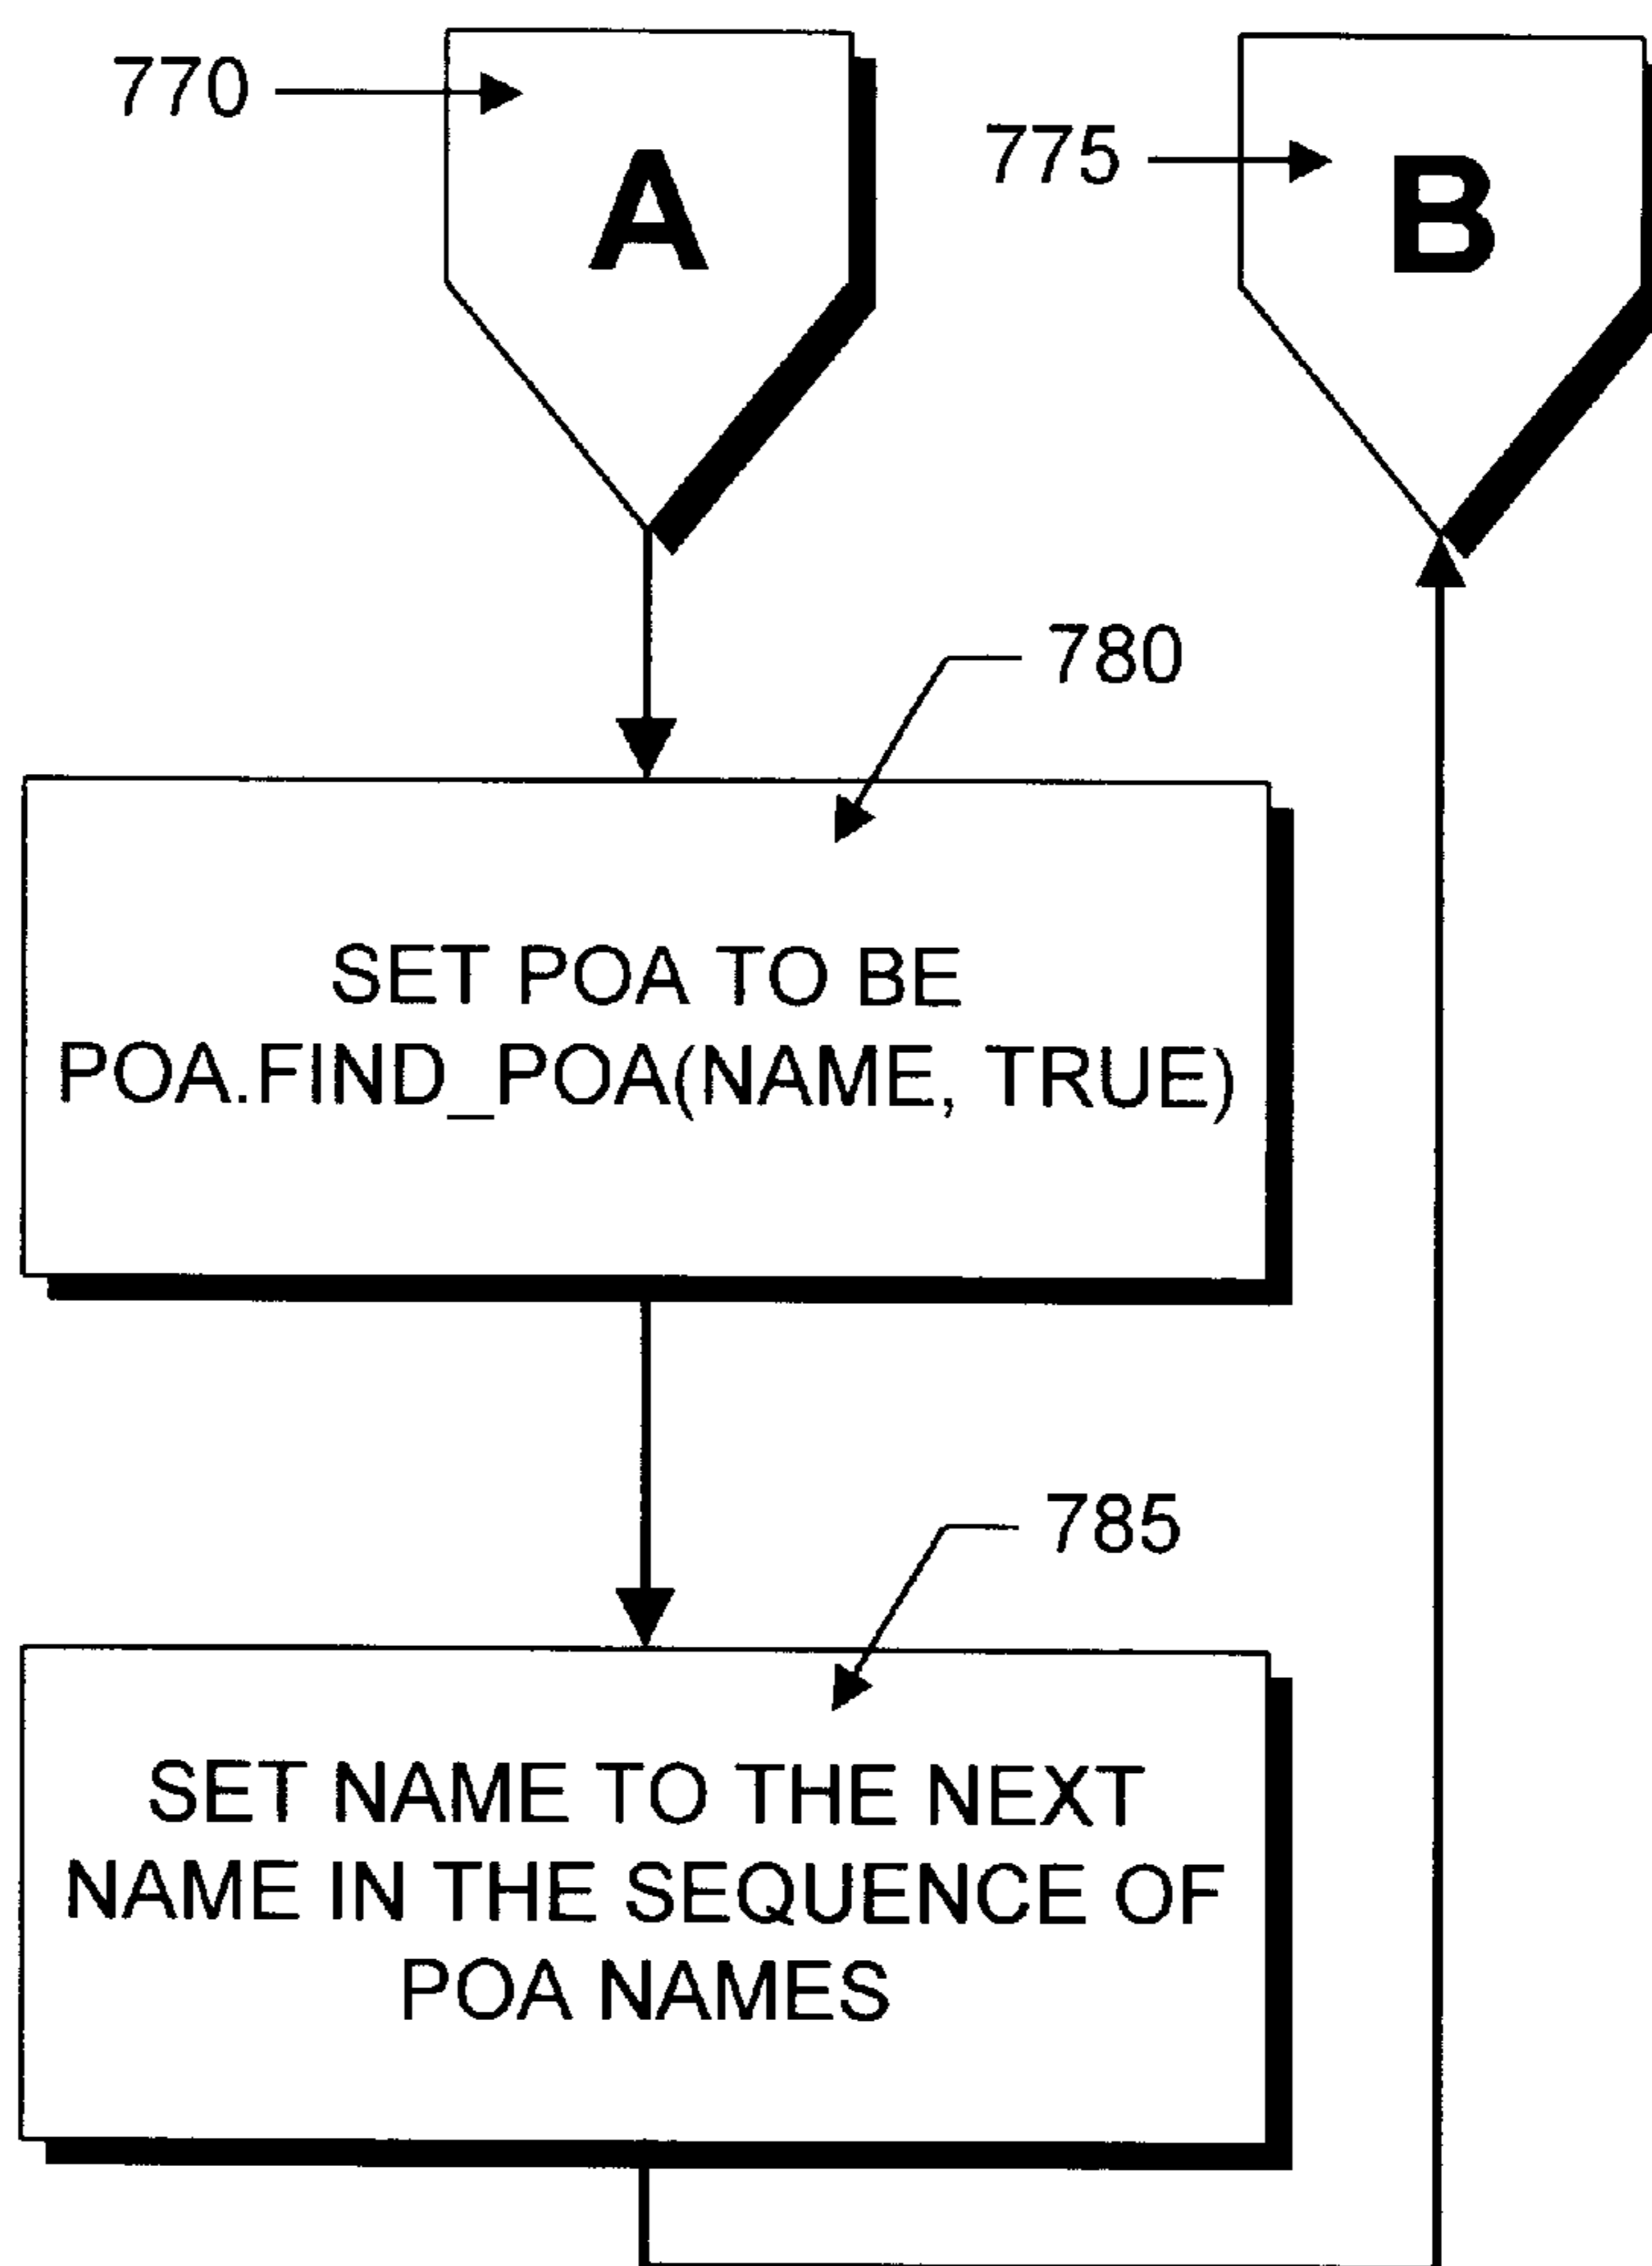 770
A
775
B
780
SET POA TO BE
POA.FIND_POA(NAME, TRUE)
785
SET NAME TO THE NEXT
NAME IN THE SEQUENCE OF
POA NAMES